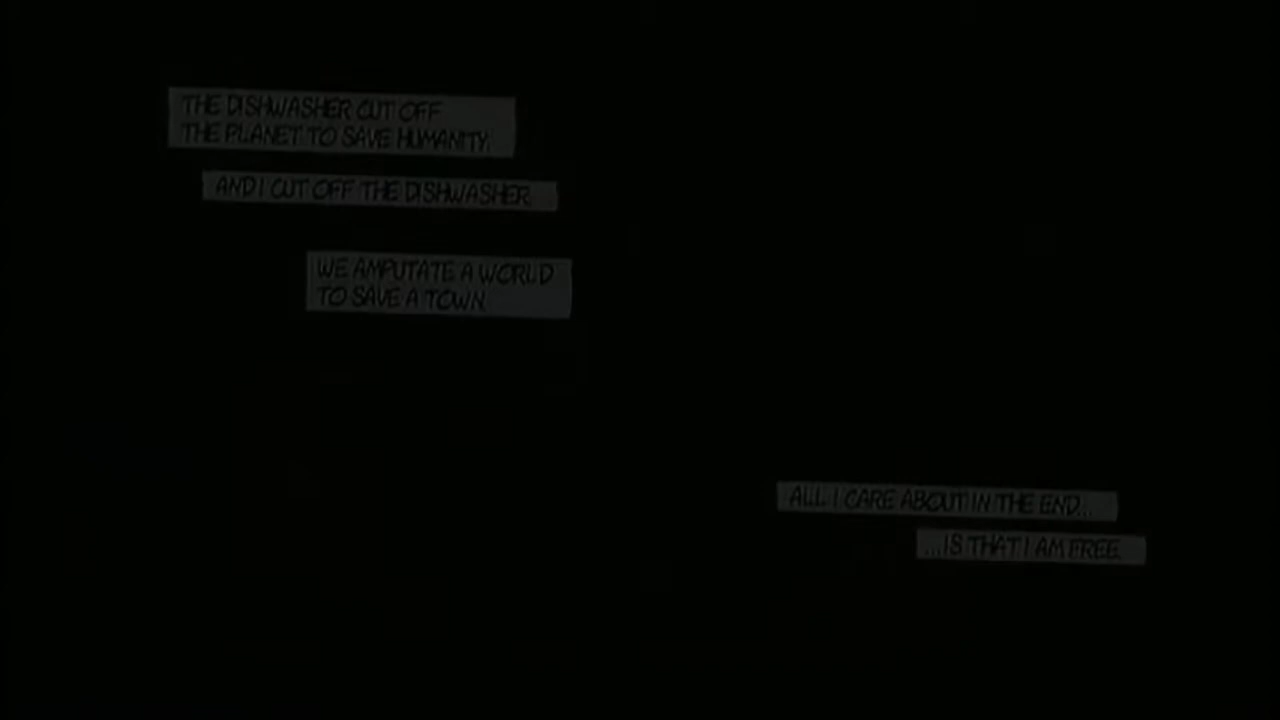 THE DISHWASHER CUT OFF
THE PLANET TO SAVE HUMANITY.
AND I CUT OFF THE DISHWASHER.
WE AMPUTATE A WORLD
TO SAVE A TOWN.
ALL I CARE ABOUT IN THE END...
...IS THAT I AM FREE.